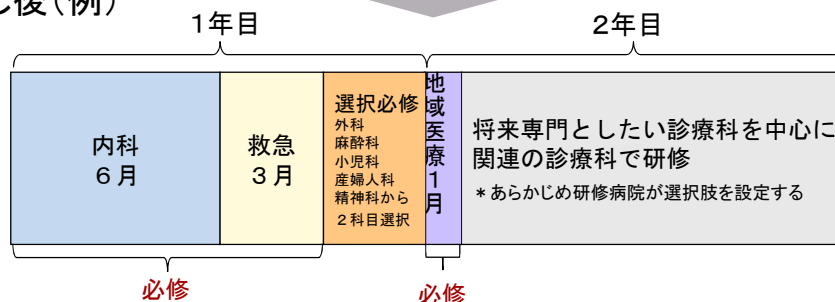 し後(例)
1年目
2年目
内科
6月
救急
3月
選択必修
外科
麻酔科
小児科
産婦人科
精神科から
2科目選択
地域医療1月
将来専門としたい診療科を中心に
関連の診療科で研修
*あらかじめ研修病院が選択肢を設定する
必修
必修